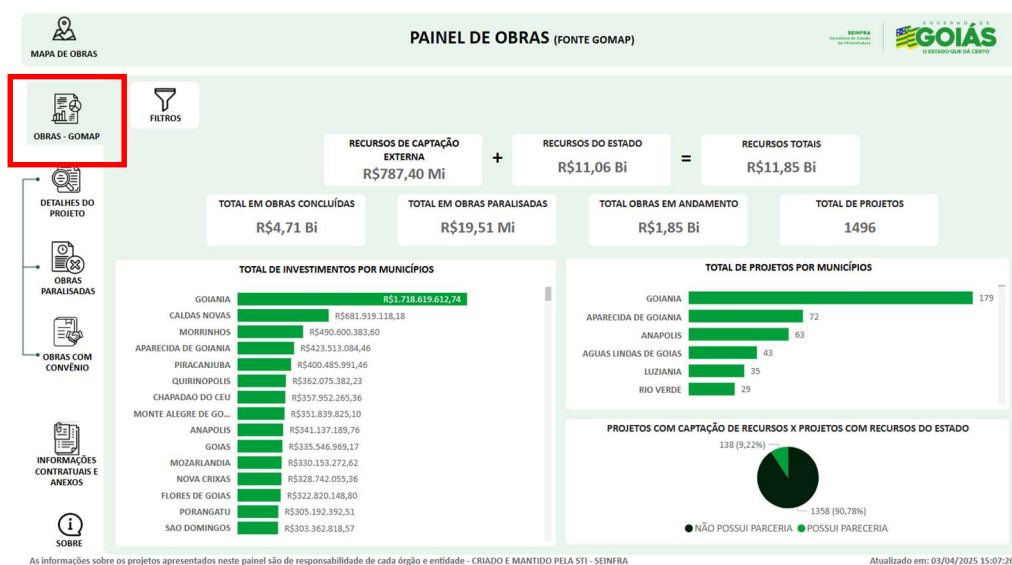 MAPA DE OBRAS
PAINEL DE OBRAS (FONTE GOMAP)
SEINFRA
Secretaria de Estado
da Infraestrutura
GOVERNO DE
GOIÁS
O ESTADO QUE DÁ CERTO
OBRAS - GOMAP
FILTROS
RECURSOS DE CAPTAÇÃO
EXTERNA
R$787,40 Mi
+
RECURSOS DO ESTADO
R$11,06 Bi
=
RECURSOS TOTAIS
R$11,85 Bi
DETALHES DO
PROJETO
TOTAL EM OBRAS CONCLUÍDAS
R$4,71 Bi
TOTAL EM OBRAS PARALISADAS
R$19,51 Mi
TOTAL OBRAS EM ANDAMENTO
R$1,85 Bi
TOTAL DE PROJETOS
1496
OBRAS
PARALISADAS
OBRAS COM
CONVÊNIO
INFORMAÇÕES
CONTRATUAIS E
ANEXOS
SOBRE
TOTAL DE INVESTIMENTOS POR MUNICÍPIOS
GOIANIA R$1.718.619.612,74
CALDAS NOVAS R$681.919.118,18
MORRINHOS R$490.600.383,60
APARECIDA DE GOIANIA R$423.513.084,46
PIRACANJUBA R$400.485.991,46
QUIRINOPOLIS R$362.075.382,23
CHAPADAO DO CEU R$357.952.265,36
MONTE ALEGRE DE GO... R$351.839.825,10
ANAPOLIS R$341.137.189,76
GOIAS R$335.546.969,17
MOZARLANDIA R$330.153.272,62
NOVA CRIXAS R$328.742.055,36
FLORES DE GOIAS R$322.820.148,80
PORANGATU R$305.192.392,51
SAO DOMINGOS R$303.362.818,57
TOTAL DE PROJETOS POR MUNICÍPIOS
GOIANIA 179
APARECIDA DE GOIANIA 72
ANAPOLIS 63
AGUAS LINDAS DE GOIAS 43
LUZIANIA 35
RIO VERDE 29
PROJETOS COM CAPTAÇÃO DE RECURSOS X PROJETOS COM RECURSOS DO ESTADO
138 (9,22%)
1358 (90,78%)
NÃO POSSUI PARCERIA POSSUI PARECERIA
As informações sobre os projetos apresentados neste painel são de responsabilidade de cada órgão e entidade - CRIADO E MANTIDO PELA STI - SEINFRA
Atualizado em: 03/04/2025 15:07:26